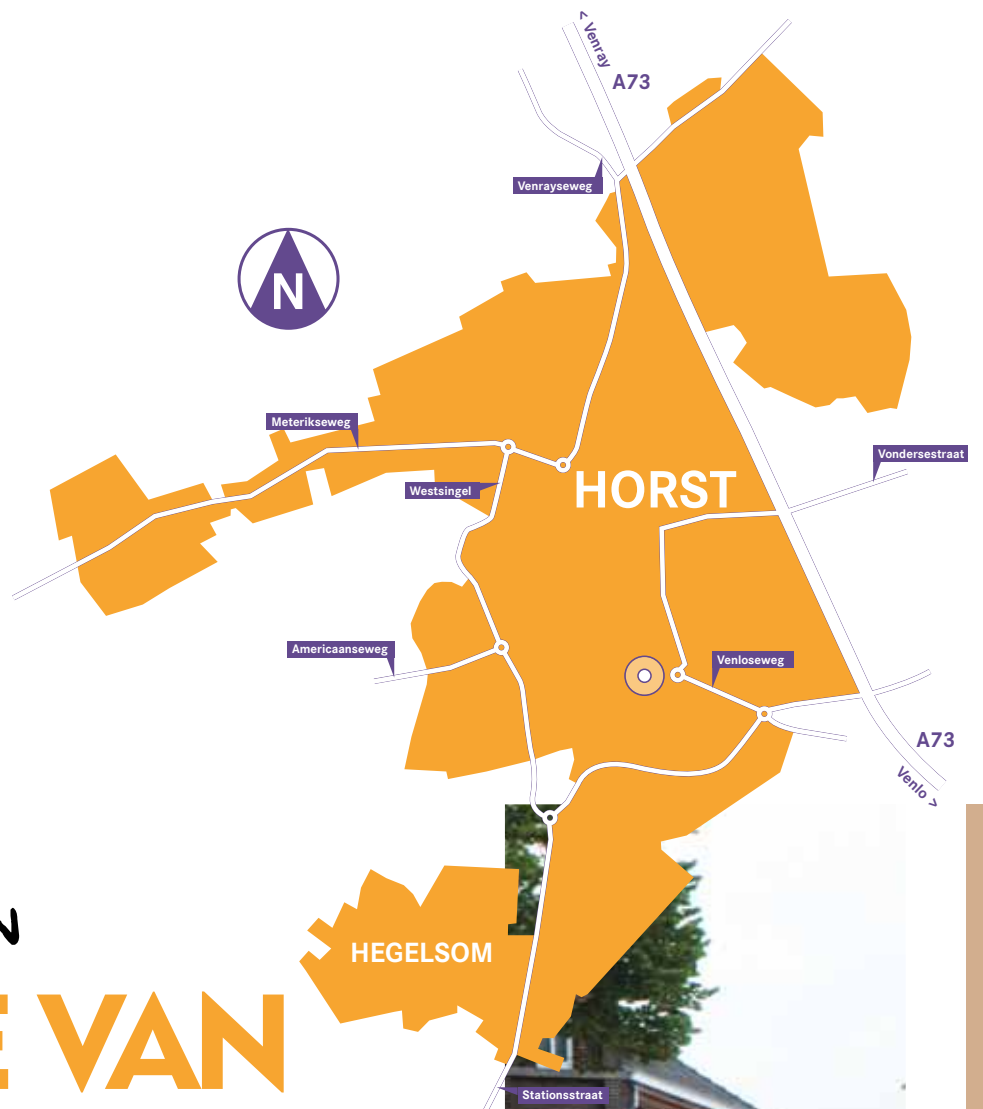 < Venray
A73
Venrayseweg
N
Meterikseweg
Vondersestraat
HORST
Westsingel
Americaanseweg
Venloseweg
A73
Venlo >
HEGELSOM
VAN
Stationsstraat